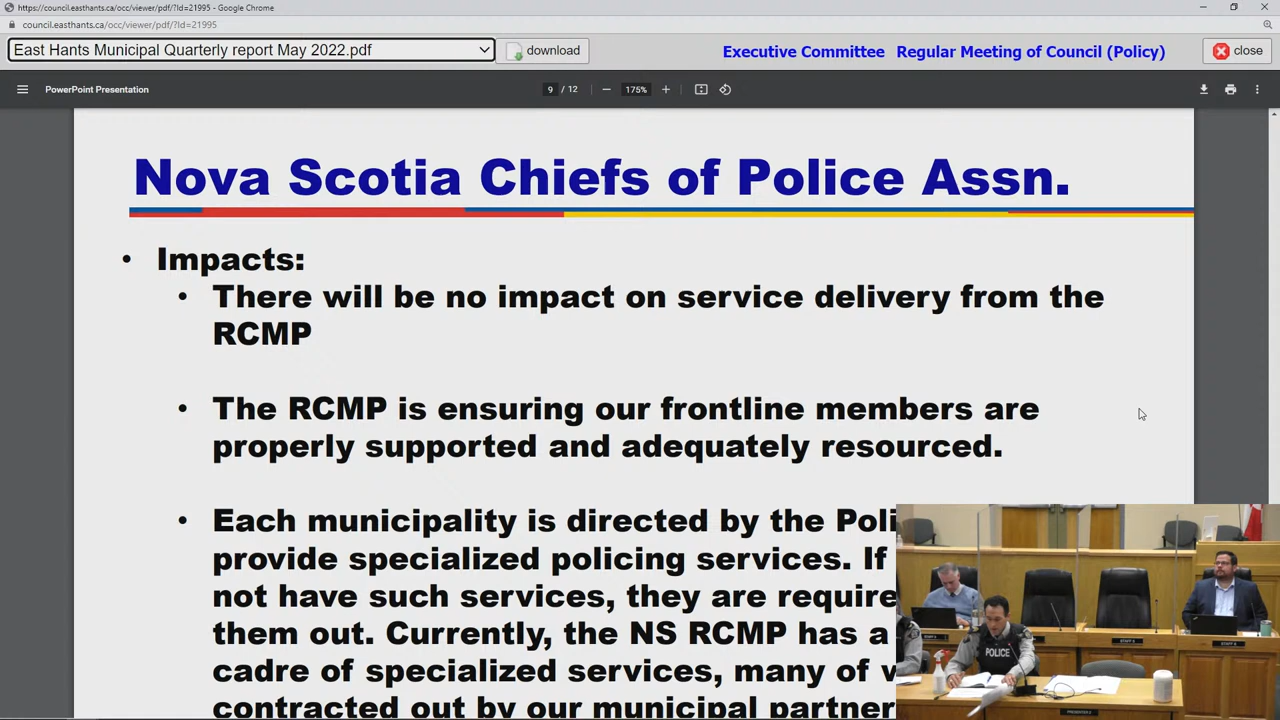 https://council.easthants.ca/occ/viewer/pdf/?Id=21995 - Google Chrome
council.easthants.ca/occ/viewer/pdf/?Id=21995
East Hants Municipal Quarterly report May 2022.pdf
download
Executive Committee Regular Meeting of Council (Policy)
close
PowerPoint Presentation
9 / 12
175%
Nova Scotia Chiefs of Police Assn.
• Impacts:
• There will be no impact on service delivery from the
RCMP
• The RCMP is ensuring our frontline members are
properly supported and adequately resourced.
• Each municipality is directed by the Poli
provide specialized policing services. If
not have such services, they are require
them out. Currently, the NS RCMP has a
cadre of specialized services, many of
contracted out by our municipal partner
POLICE